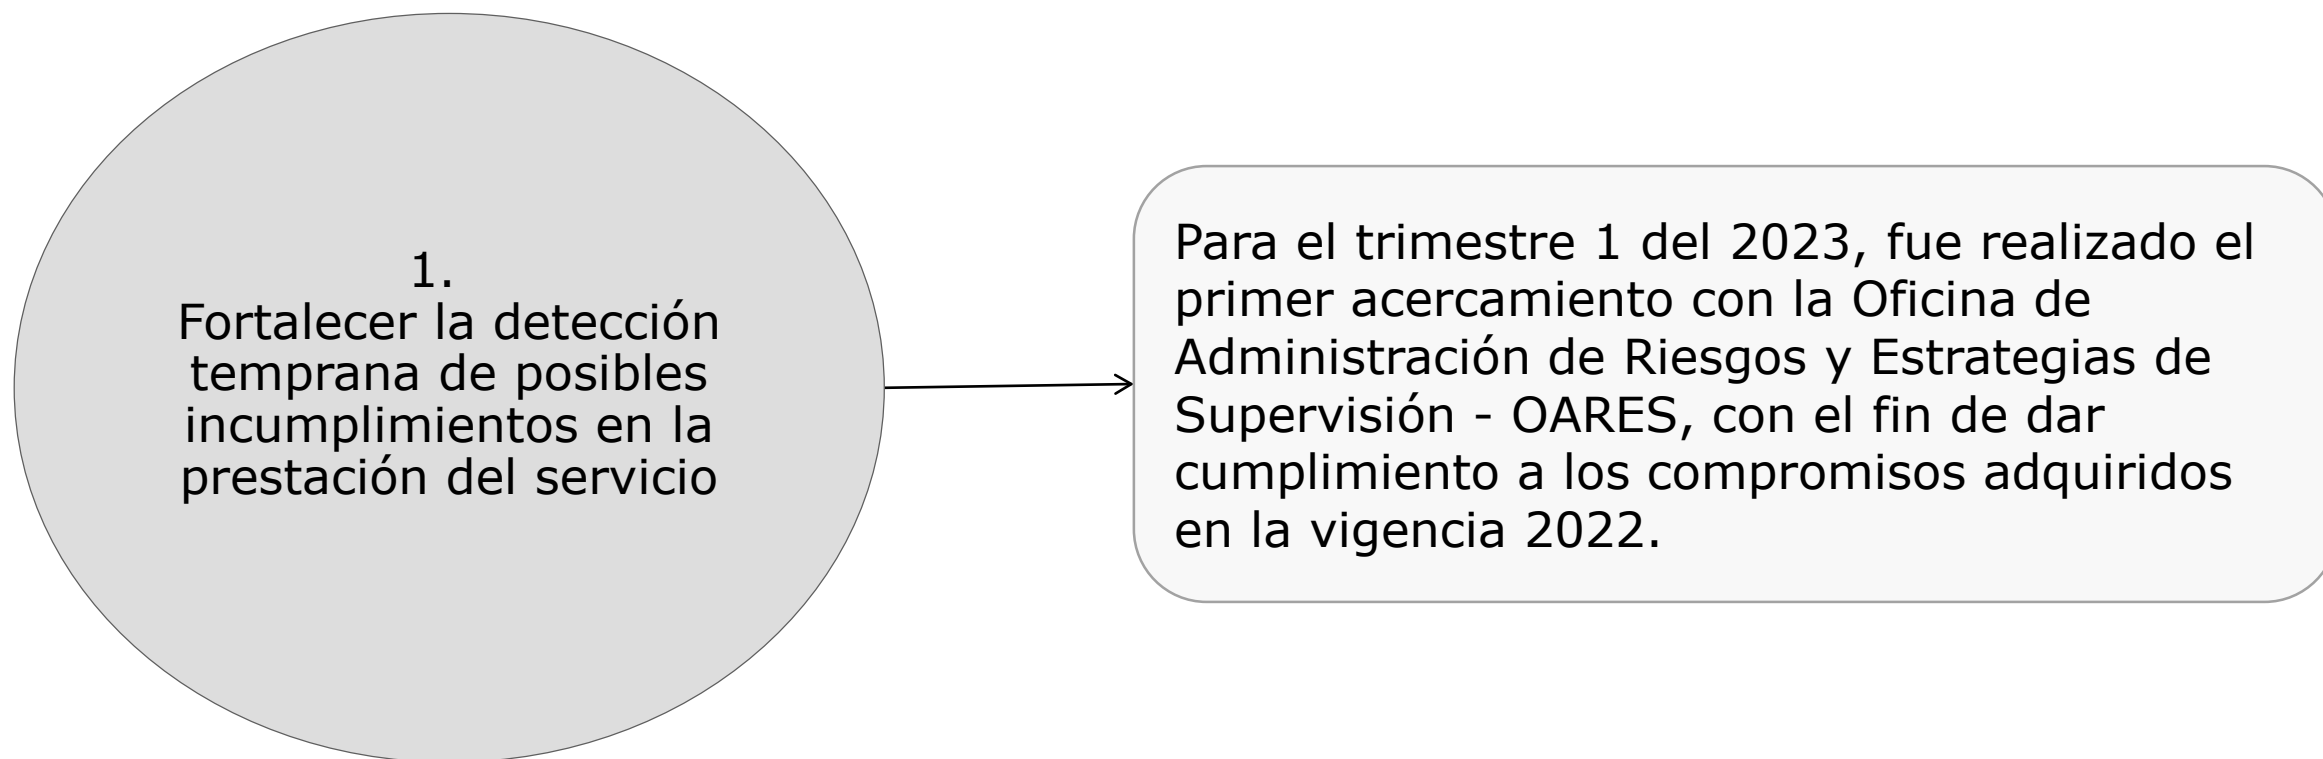 1.
Fortalecer la detección
temprana de posibles
incumplimientos en la
prestación del servicio
Para el trimestre 1 del 2023, fue realizado el
primer acercamiento con la Oficina de
Administración de Riesgos y Estrategias de
Supervisión - OARES, con el fin de dar
cumplimiento a los compromisos adquiridos
en la vigencia 2022.